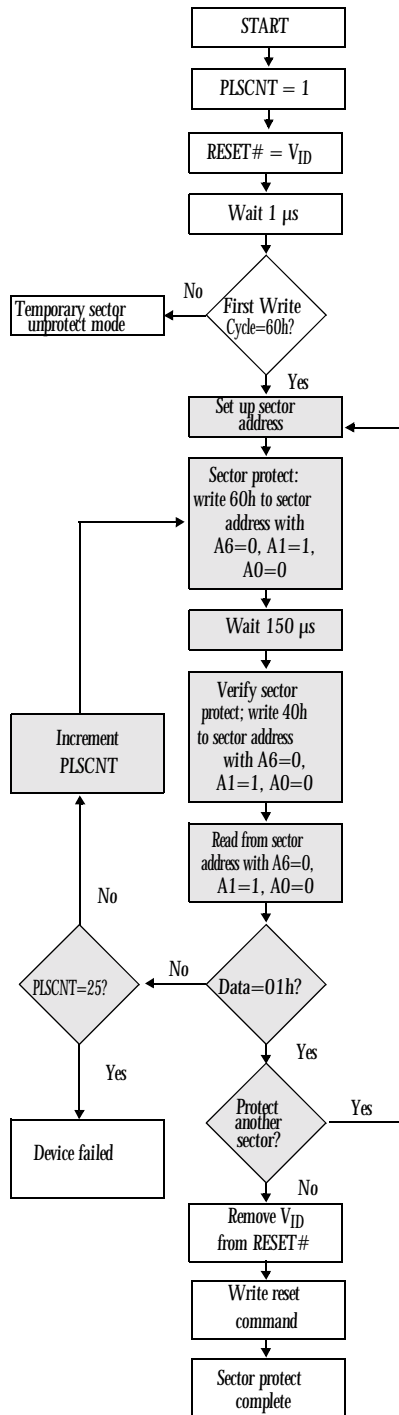 START
PLSCNT = 1
RESET# = VID
Wait 1 µs
No
First Write
Cycle=60h?
Temporary sector
unprotect mode
Yes
Set up sector
address
Sector protect:
write 60h to sector
address with
A6=0, A1=1,
A0=0
Wait 150 µs
Verify sector
protect; write 40h
to sector address
with A6=0,
A1=1, A0=0
Increment
PLSCNT
Read from sector
address with A6=0,
A1=1, A0=0
No
No
PLSCNT=25?
Data=01h?
Yes
Yes
Protect
another
sector?
Yes
Device failed
No
Remove VID
from RESET#
Write reset
command
Sector protect
complete